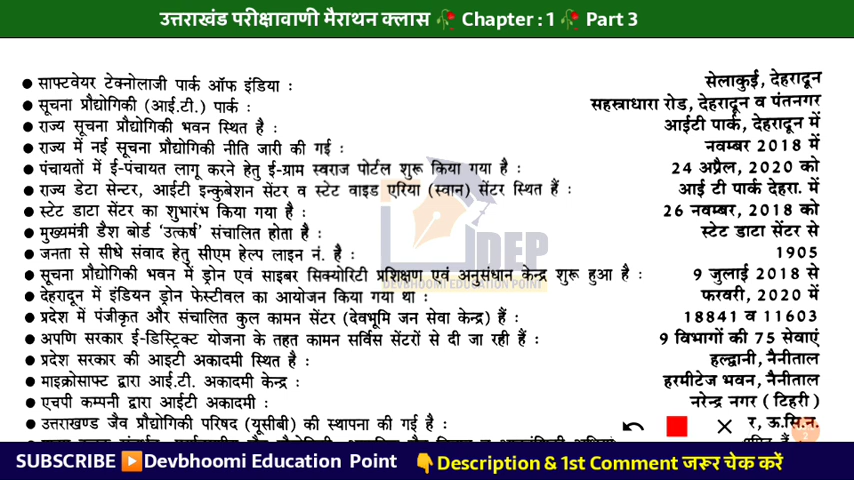 उत्तराखंड परीक्षावाणी मैराथन क्लास 🥀 Chapter : 1 🥀 Part 3
● साफ्टवेयर टेक्नोलाजी पार्क ऑफ इंडिया : सेलाकुई, देहरादून
● सूचना प्रौद्योगिकी (आई.टी.) पार्क : सहस्त्राधारा रोड, देहरादून व पंतनगर
● राज्य सूचना प्रौद्योगिकी भवन स्थित है : आईटी पार्क, देहरादून में
● राज्य में नई सूचना प्रौद्योगिकी नीति जारी की गई : नवम्बर 2018 में
● पंचायतों में ई-पंचायत लागू करने हेतु ई-ग्राम स्वराज पोर्टल शुरू किया गया है : 24 अप्रैल, 2020 को
● राज्य डेटा सेन्टर, आईटी इन्कुबेशन सेंटर व स्टेट वाइड एरिया (स्वान) सेंटर स्थित हैं : आई टी पार्क देहरा. में
● स्टेट डाटा सेंटर का शुभारंभ किया गया है : 26 नवम्बर, 2018 को
● मुख्यमंत्री डैश बोर्ड ‘उत्कर्ष’ संचालित होता है : स्टेट डाटा सेंटर से
● जनता से सीधे संवाद हेतु सीएम हेल्प लाइन नं. है : 1905
● सूचना प्रौद्योगिकी भवन में ड्रोन एवं साइबर सिक्योरिटी प्रशिक्षण एवं अनुसंधान केन्द्र शुरू हुआ है : 9 जुलाई 2018 से
● देहरादून में इंडियन ड्रोन फेस्टीवल का आयोजन किया गया था : फरवरी, 2020 में
● प्रदेश में पंजीकृत और संचालित कुल कामन सेंटर (देवभूमि जन सेवा केन्द्र) हैं : 18841 व 11603
● अपणि सरकार ई-डिस्ट्रिक्ट योजना के तहत कामन सर्विस सेंटरों से दी जा रही हैं : 9 विभागों की 75 सेवाएं
● प्रदेश सरकार की आइटी अकादमी स्थित है : हल्द्वानी, नैनीताल
● माइक्रोसाफ्ट द्वारा आई.टी. अकादमी केन्द्र : हरमीटेज भवन, नैनीताल
● एचपी कम्पनी द्वारा आईटी अकादमी : नरेन्द्र नगर (टिहरी)
● उत्तराखण्ड जैव प्रौद्योगिकी परिषद (यूसीबी) की स्थापना की गई है : र, ऊ.सि.न.
IDEP
DEVBHOOMI EDUCATION POINT
SUBSCRIBE ▶️Devbhoomi Education Point 👇Description & 1st Comment जरूर चेक करें